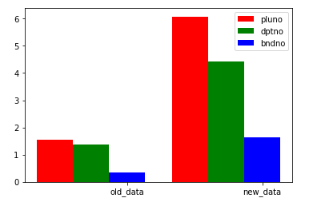 6
5
4
3
2
1
0
pluno
dptno
bndno
old_data
new_data